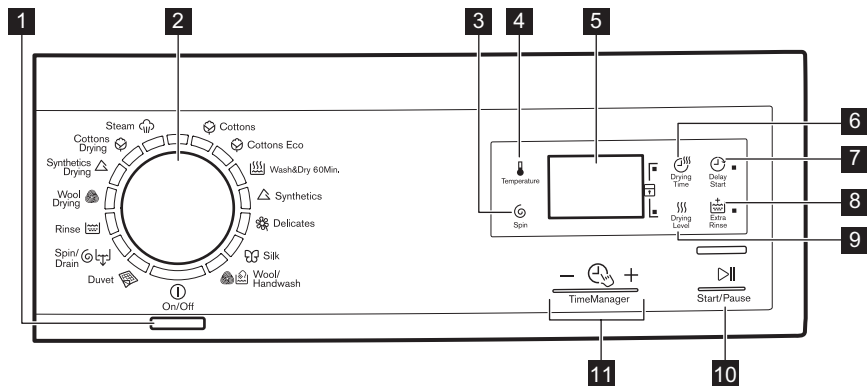 1
2
3
4
5
6
7
8
9
10
11
Steam
Cottons
Drying
Synthetics
Drying
Wool
Drying
Rinse
Spin/
Drain
Duvet
Cottons
Cottons Eco
Wash&Dry 60Min.
Synthetics
Delicates
Silk
Wool/
Handwash
On/Off
Temperature
Spin
Drying
Time
Delay
Start
Drying
Level
Extra
Rinse
− +
TimeManager
Start/Pause